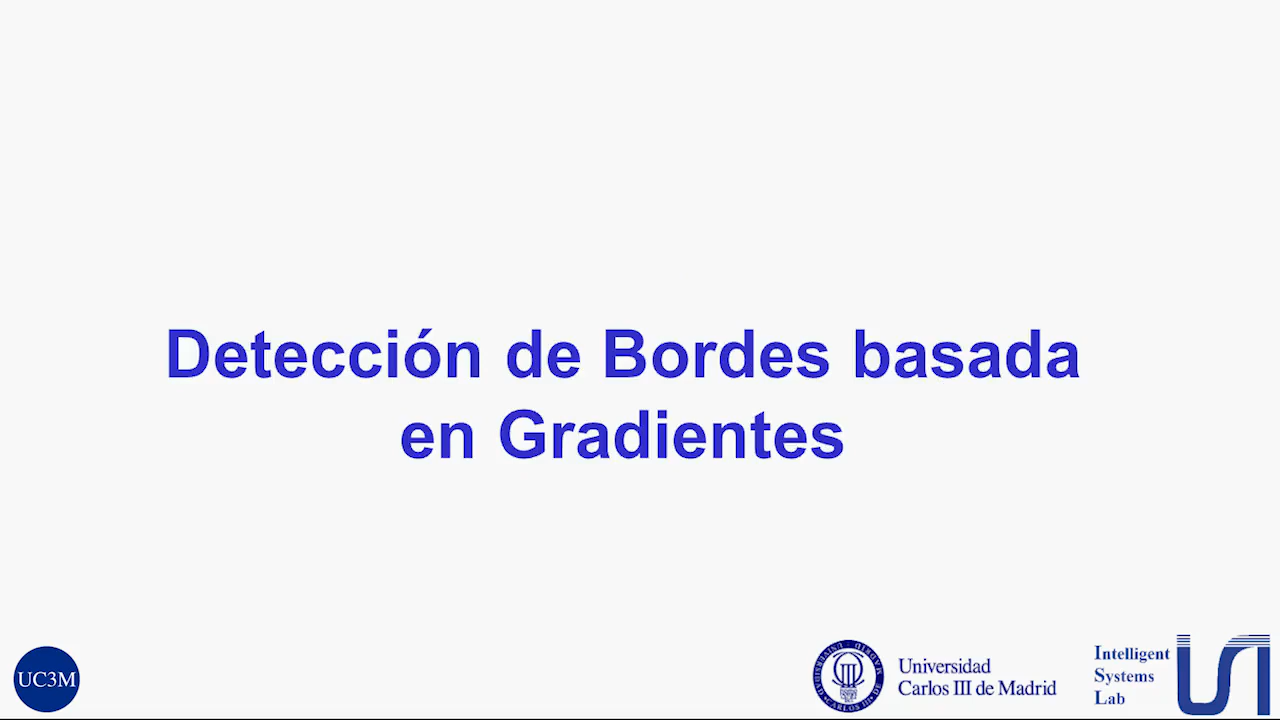 Detección de Bordes basada
en Gradientes
UC3M
Universidad
Carlos III de Madrid
Intelligent
Systems
Lab